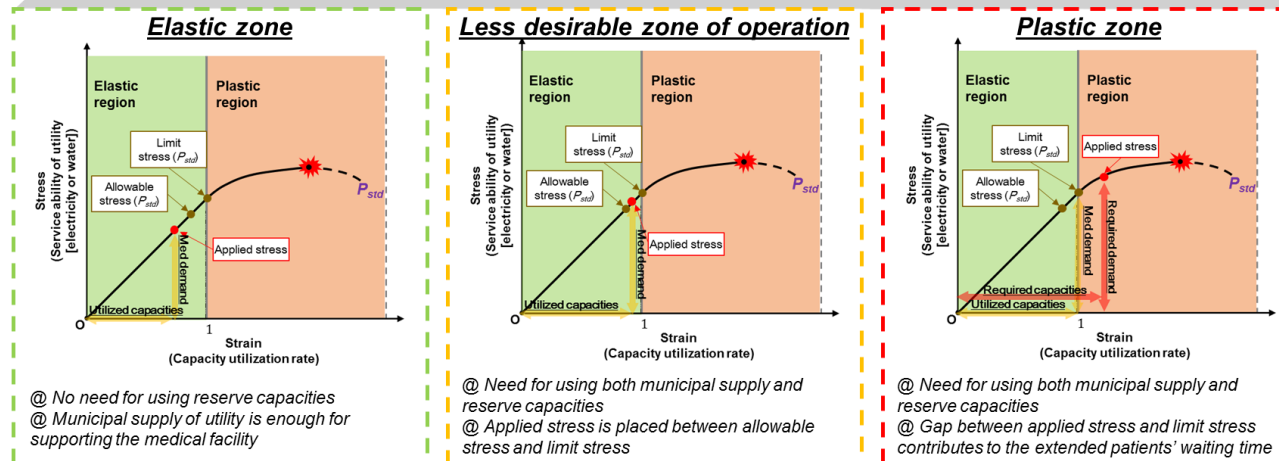 Elastic zone
Elastic
region
Plastic
region
Limit
stress (Pstd)
Allowable
stress (Pstd)
Applied stress
Pstd
Med demand
Utilized capacities
O
1
Strain
(Capacity utilization rate)
Stress
(Service ability of utility
[electricity or water])
@ No need for using reserve capacities
@ Municipal supply of utility is enough for
supporting the medical facility
Less desirable zone of operation
Elastic
region
Plastic
region
Limit
stress (Pstd)
Allowable
stress (Pstd)
Applied stress
Pstd
Med demand
Utilized capacities
O
1
Strain
(Capacity utilization rate)
Stress
(Service ability of utility
[electricity or water])
@ Need for using both municipal supply and
reserve capacities
@ Applied stress is placed between allowable
stress and limit stress
Plastic zone
Elastic
region
Plastic
region
Limit
stress (Pstd)
Applied stress
Allowable
stress (Pstd)
Pstd
Med demand
Required demand
Required capacities
Utilized capacities
O
1
Strain
(Capacity utilization rate)
Stress
(Service ability of utility
[electricity or water])
@ Need for using both municipal supply and
reserve capacities
@ Gap between applied stress and limit stress
contributes to the extended patients' waiting time